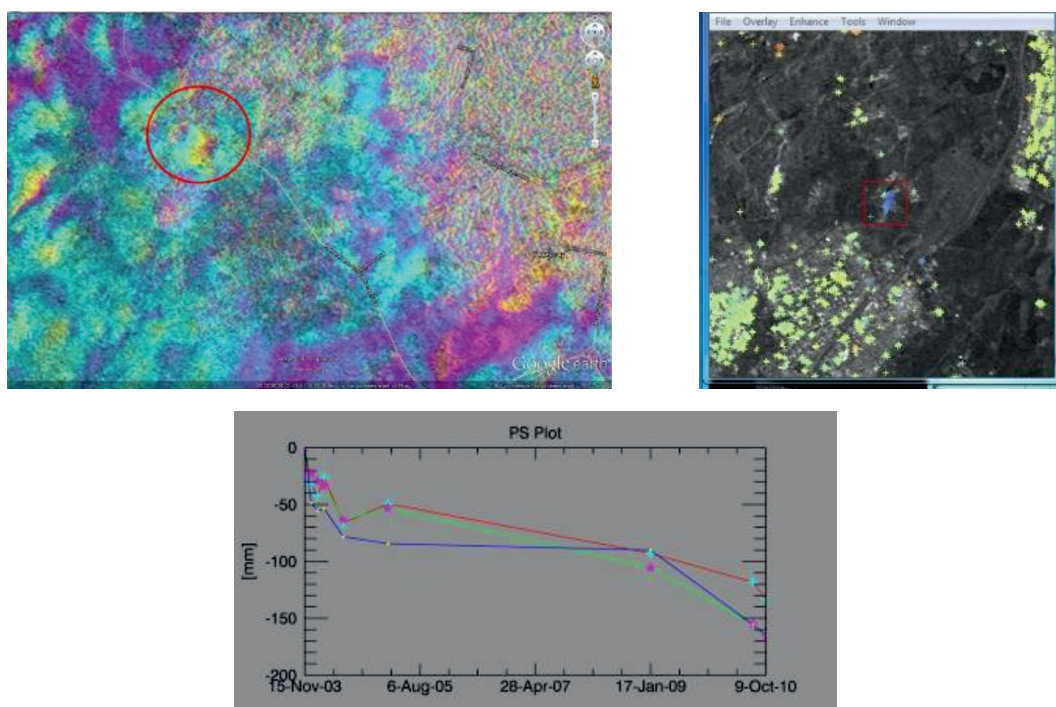 Google earth
File Overlay Enhance Tools Window
PS Plot
0
-50
-100
-150
-200
[mm]
15-Nov-03 6-Aug-05 28-Apr-07 17-Jan-09 9-Oct-10